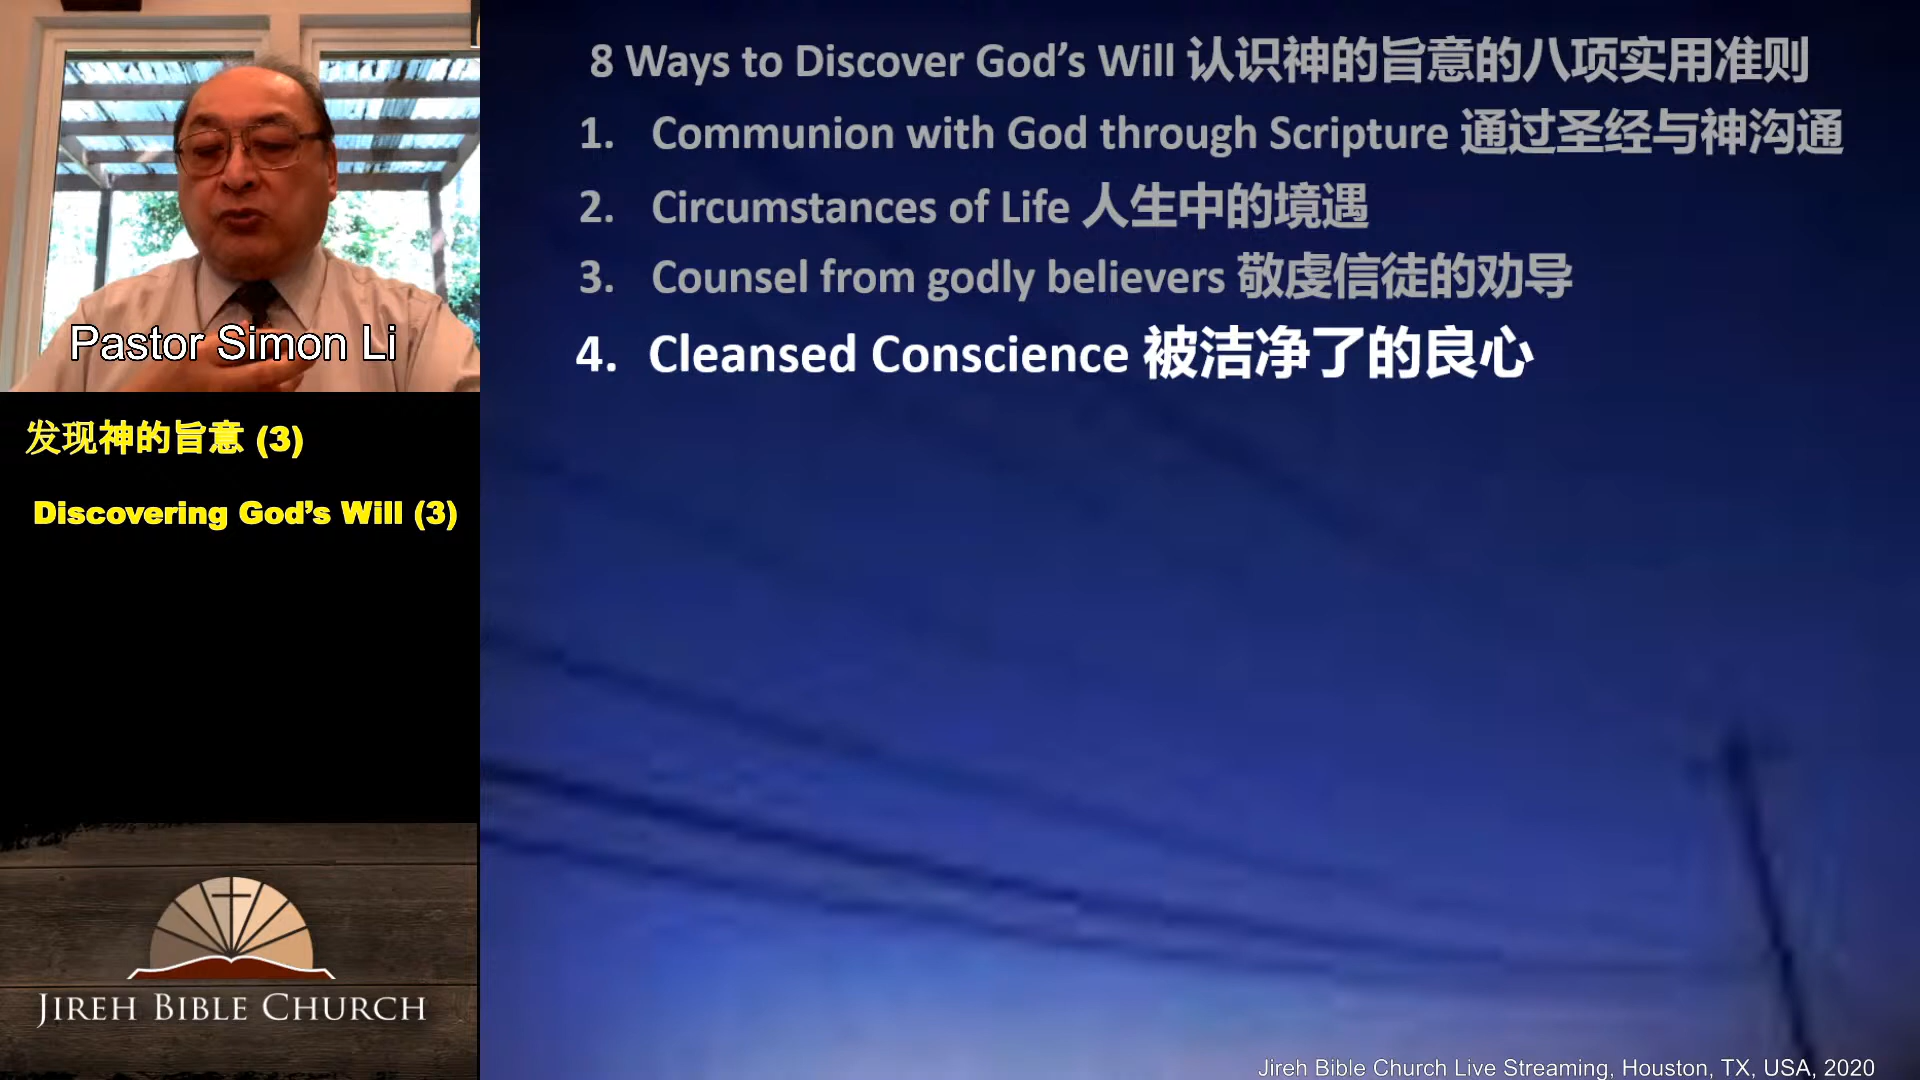 Pastor Simon Li
发现神的旨意 (3)
Discovering God's Will (3)
JIREH BIBLE CHURCH
8 Ways to Discover God's Will 认识神的旨意的八项实用准则
1. Communion with God through Scripture 通过圣经与神沟通
2. Circumstances of Life 人生中的境遇
3. Counsel from godly believers 敬虔信徒的劝导
4. Cleansed Conscience 被洁净了的良心
Jireh Bible Church Live Streaming, Houston, TX, USA, 2020